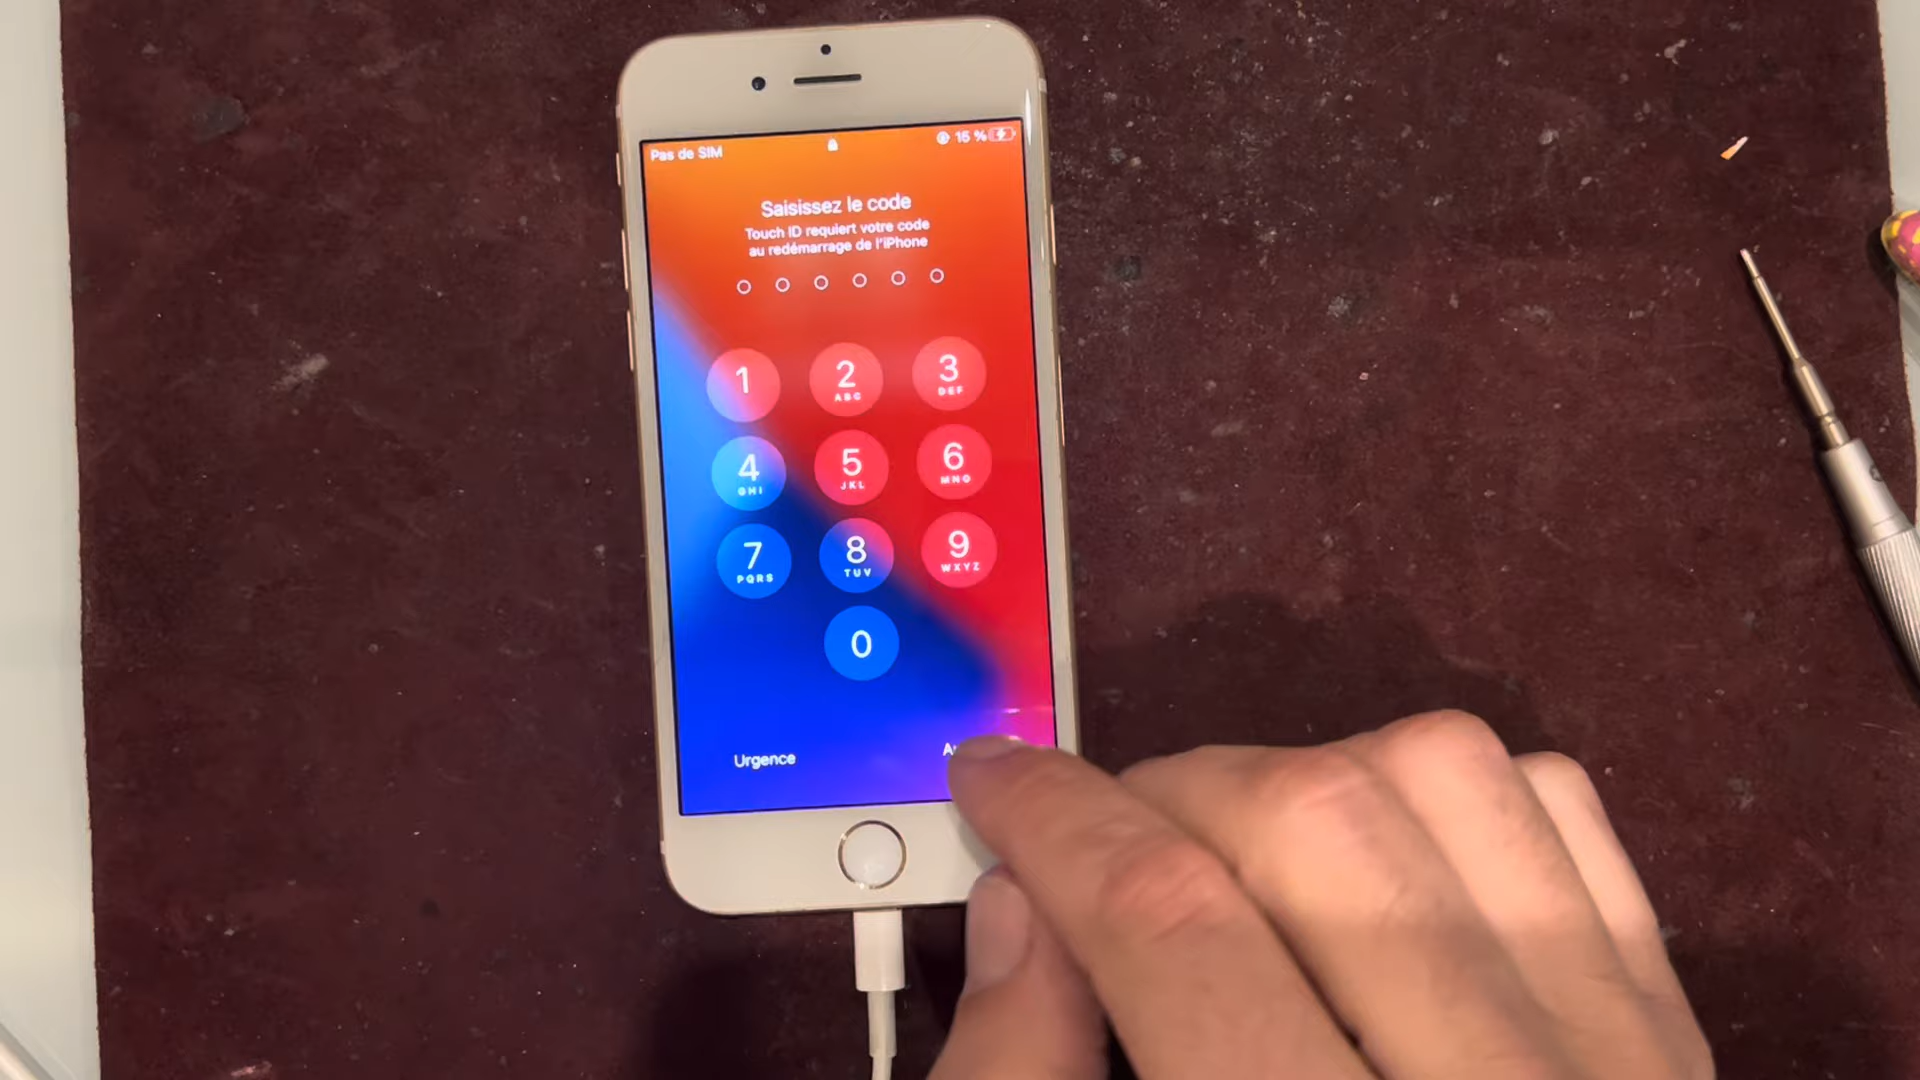 Pas de SIM
15 %
Saisissez le code
Touch ID requiert votre code
au redémarrage de l'iPhone
1
2
ABC
3
DEF
4
GHI
5
JKL
6
MNO
7
PQRS
8
TUV
9
WXYZ
0
Urgence